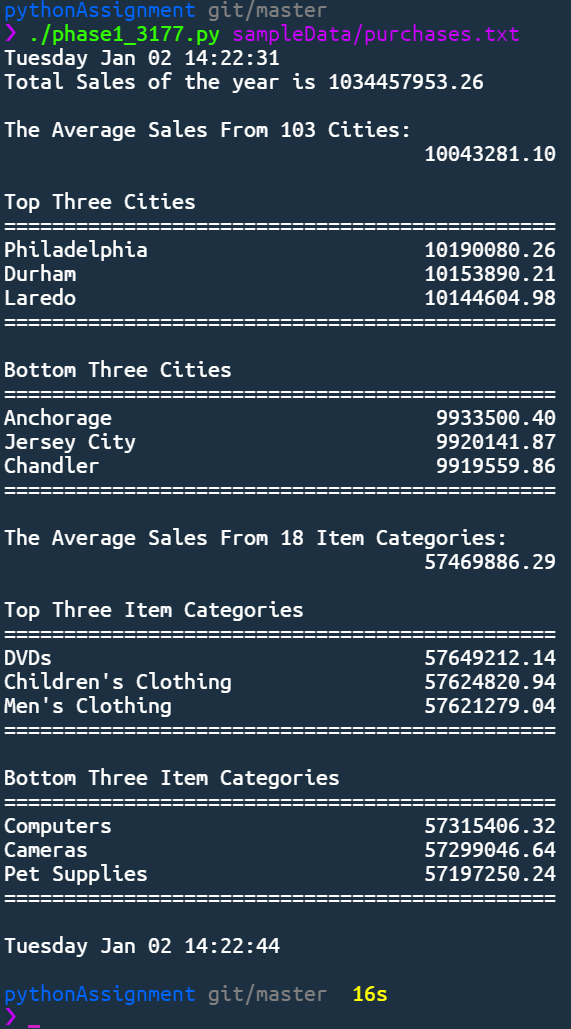 pythonAssignment git/master
❯ ./phase1_3177.py sampleData/purchases.txt
Tuesday Jan 02 14:22:31
Total Sales of the year is 1034457953.26
The Average Sales From 103 Cities:
10043281.10
Top Three Cities
==============================================
Philadelphia 10190080.26
Durham 10153890.21
Laredo 10144604.98
==============================================
Bottom Three Cities
==============================================
Anchorage 9933500.40
Jersey City 9920141.87
Chandler 9919559.86
==============================================
The Average Sales From 18 Item Categories:
57469886.29
Top Three Item Categories
==============================================
DVDs 57649212.14
Children's Clothing 57624820.94
Men's Clothing 57621279.04
==============================================
Bottom Three Item Categories
==============================================
Computers 57315406.32
Cameras 57299046.64
Pet Supplies 57197250.24
==============================================
Tuesday Jan 02 14:22:44
pythonAssignment git/master 16s
❯ _